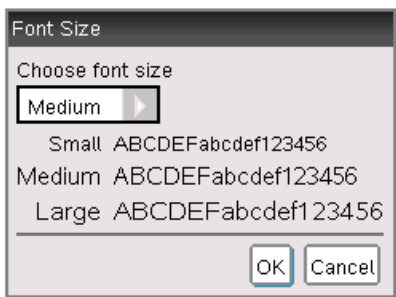 Font Size
Choose font size
Medium
Small ABCDEFabcdef123456
Medium ABCDEFabcdef123456
Large ABCDEFabcdef123456
OK Cancel